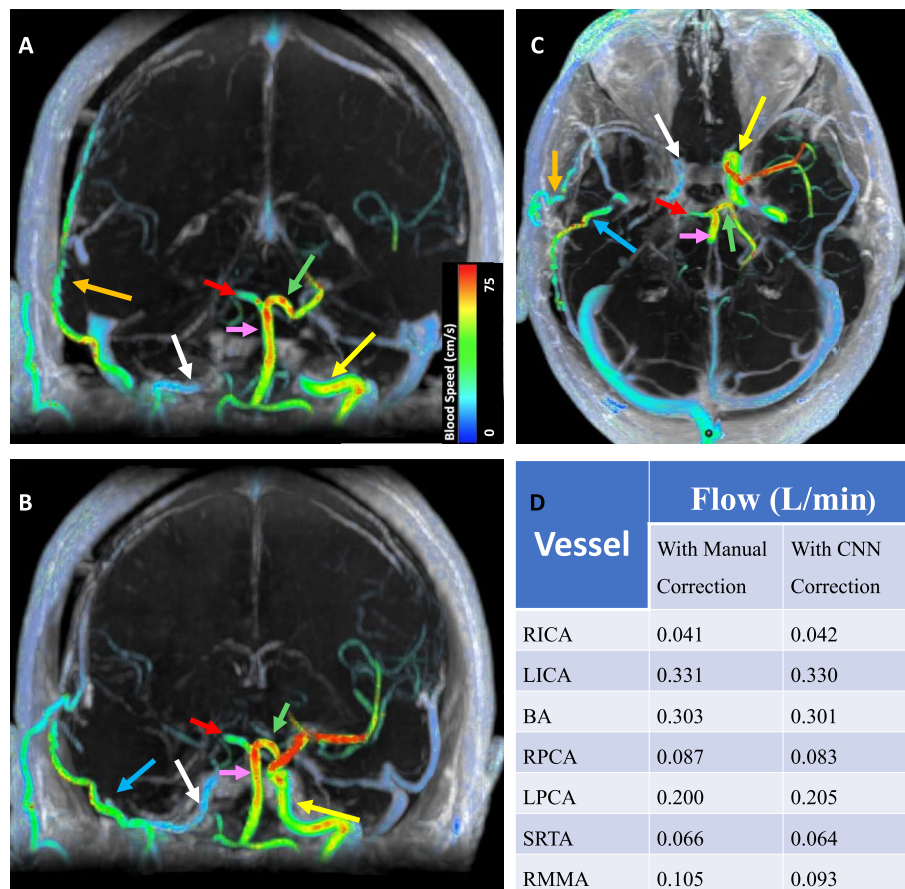 A
75
Blood Speed (cm/s)
0
C
B
D
Vessel
Flow (L/min)
With Manual
Correction
With CNN
Correction
RICA 0.041 0.042
LICA 0.331 0.330
BA 0.303 0.301
RPCA 0.087 0.083
LPCA 0.200 0.205
SRTA 0.066 0.064
RMMA 0.105 0.093